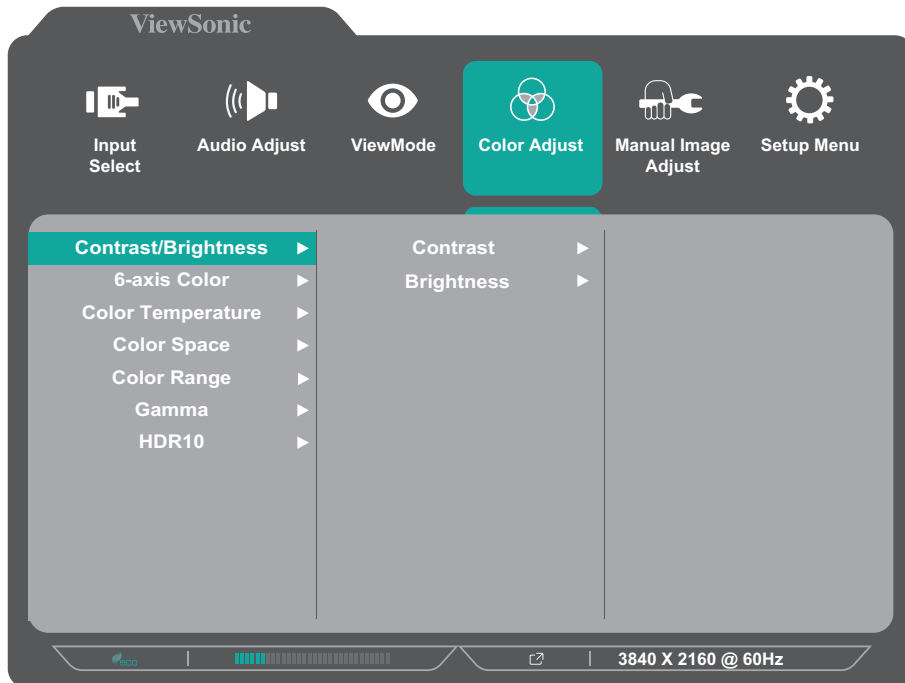 ViewSonic
Input Select
Audio Adjust
ViewMode
Color Adjust
Manual Image Adjust
Setup Menu
Contrast/Brightness
Contrast
6-axis Color
Brightness
Color Temperature
Color Space
Color Range
Gamma
HDR10
eco
3840 X 2160 @ 60Hz